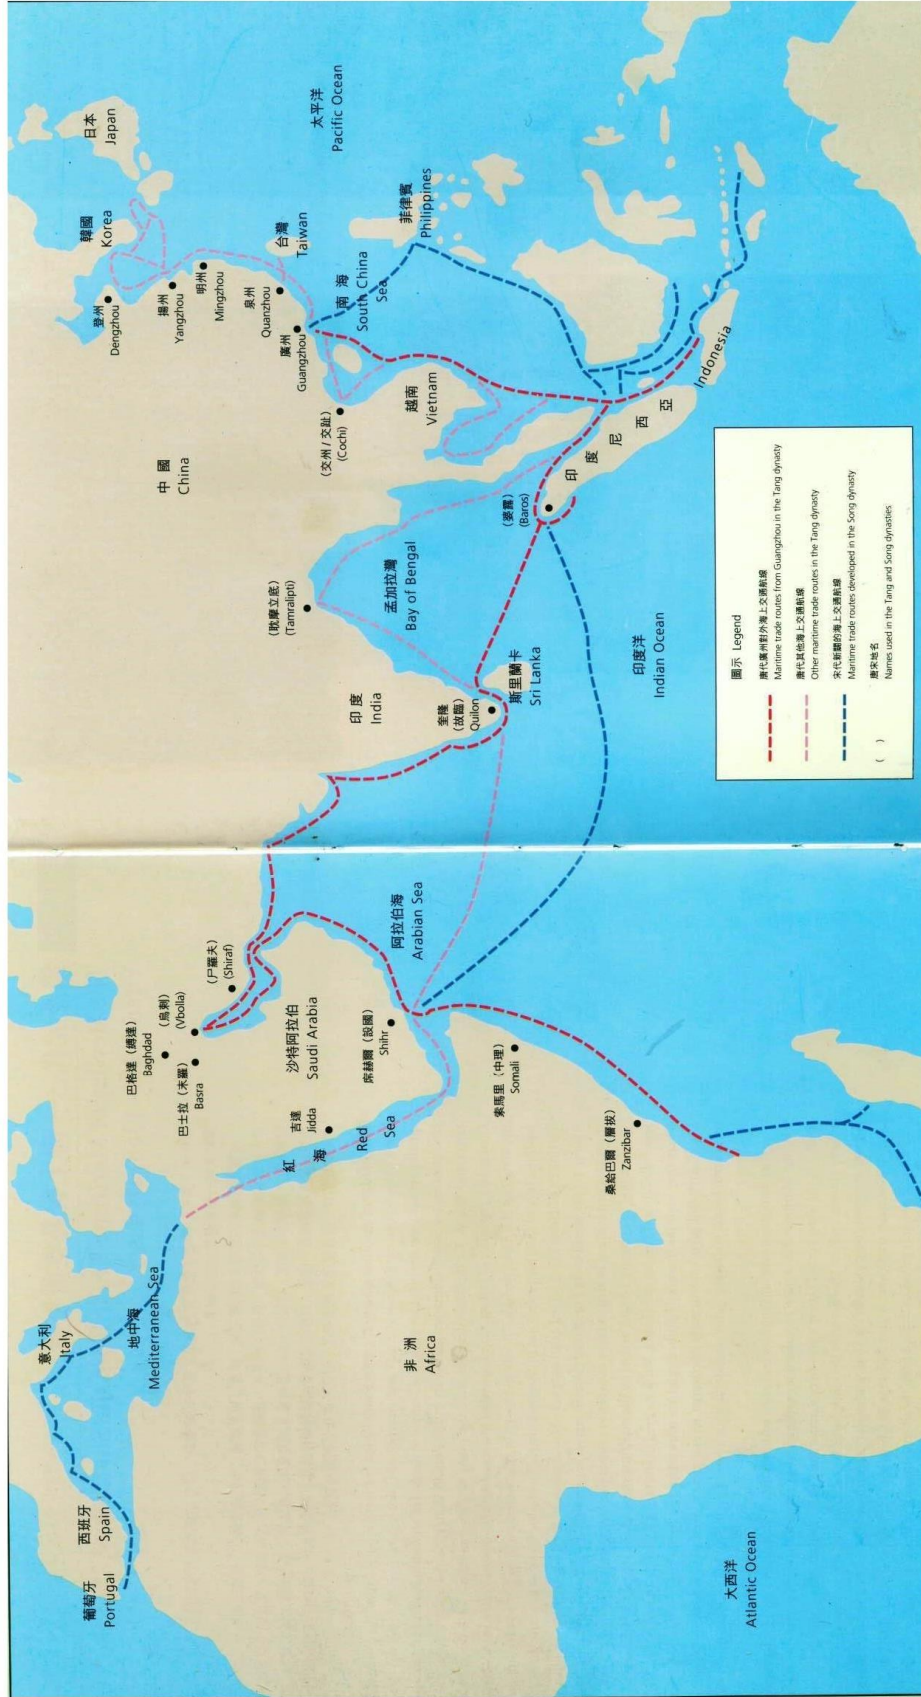 意大利
Italy
地中海
Mediterranean Sea
西班牙
Spain
葡萄牙
Portugal
非 洲
Africa
大西洋
Atlantic Ocean
巴格達（縛達）
Baghdad
巴士拉（末羅）
Basra
（烏剌）
(Vbolla)
（尸羅夫）
(Shiraf)
沙特阿拉伯
Saudi Arabia
吉達
Jidda
紅 海
Red Sea
席赫爾（設國）
Shihr
阿拉伯海
Arabian Sea
索馬里（中理）
Somali
桑給巴爾（層拔）
Zanzibar
中 國
China
印 度
India
（耽摩立底）
(Tamralipti)
孟加拉灣
Bay of Bengal
奎隆
（故臨）
Quilon
斯里蘭卡
Sri Lanka
印度洋
Indian Ocean
（婆露）
(Baros)
印 度 尼 西 亞
Indonesia
（交州 / 交趾）
(Cochi)
越南
Vietnam
廣州
Guangzhou
泉州
Quanzhou
明州
Mingzhou
揚州
Yangzhou
登州
Dengzhou
韓國
Korea
日本
Japan
台灣
Taiwan
南 海
South China
Sea
菲律賓
Philippines
太平洋
Pacific Ocean
圖示 Legend
唐代廣州對外海上交通航線
Maritime trade routes from Guangzhou in the Tang dynasty
唐代其他海上交通航線
Other maritime trade routes in the Tang dynasty
宋代新闢的海上交通航線
Maritime trade routes developed in the Song dynasty
（ ） 唐宋地名
Names used in the Tang and Song dynasties